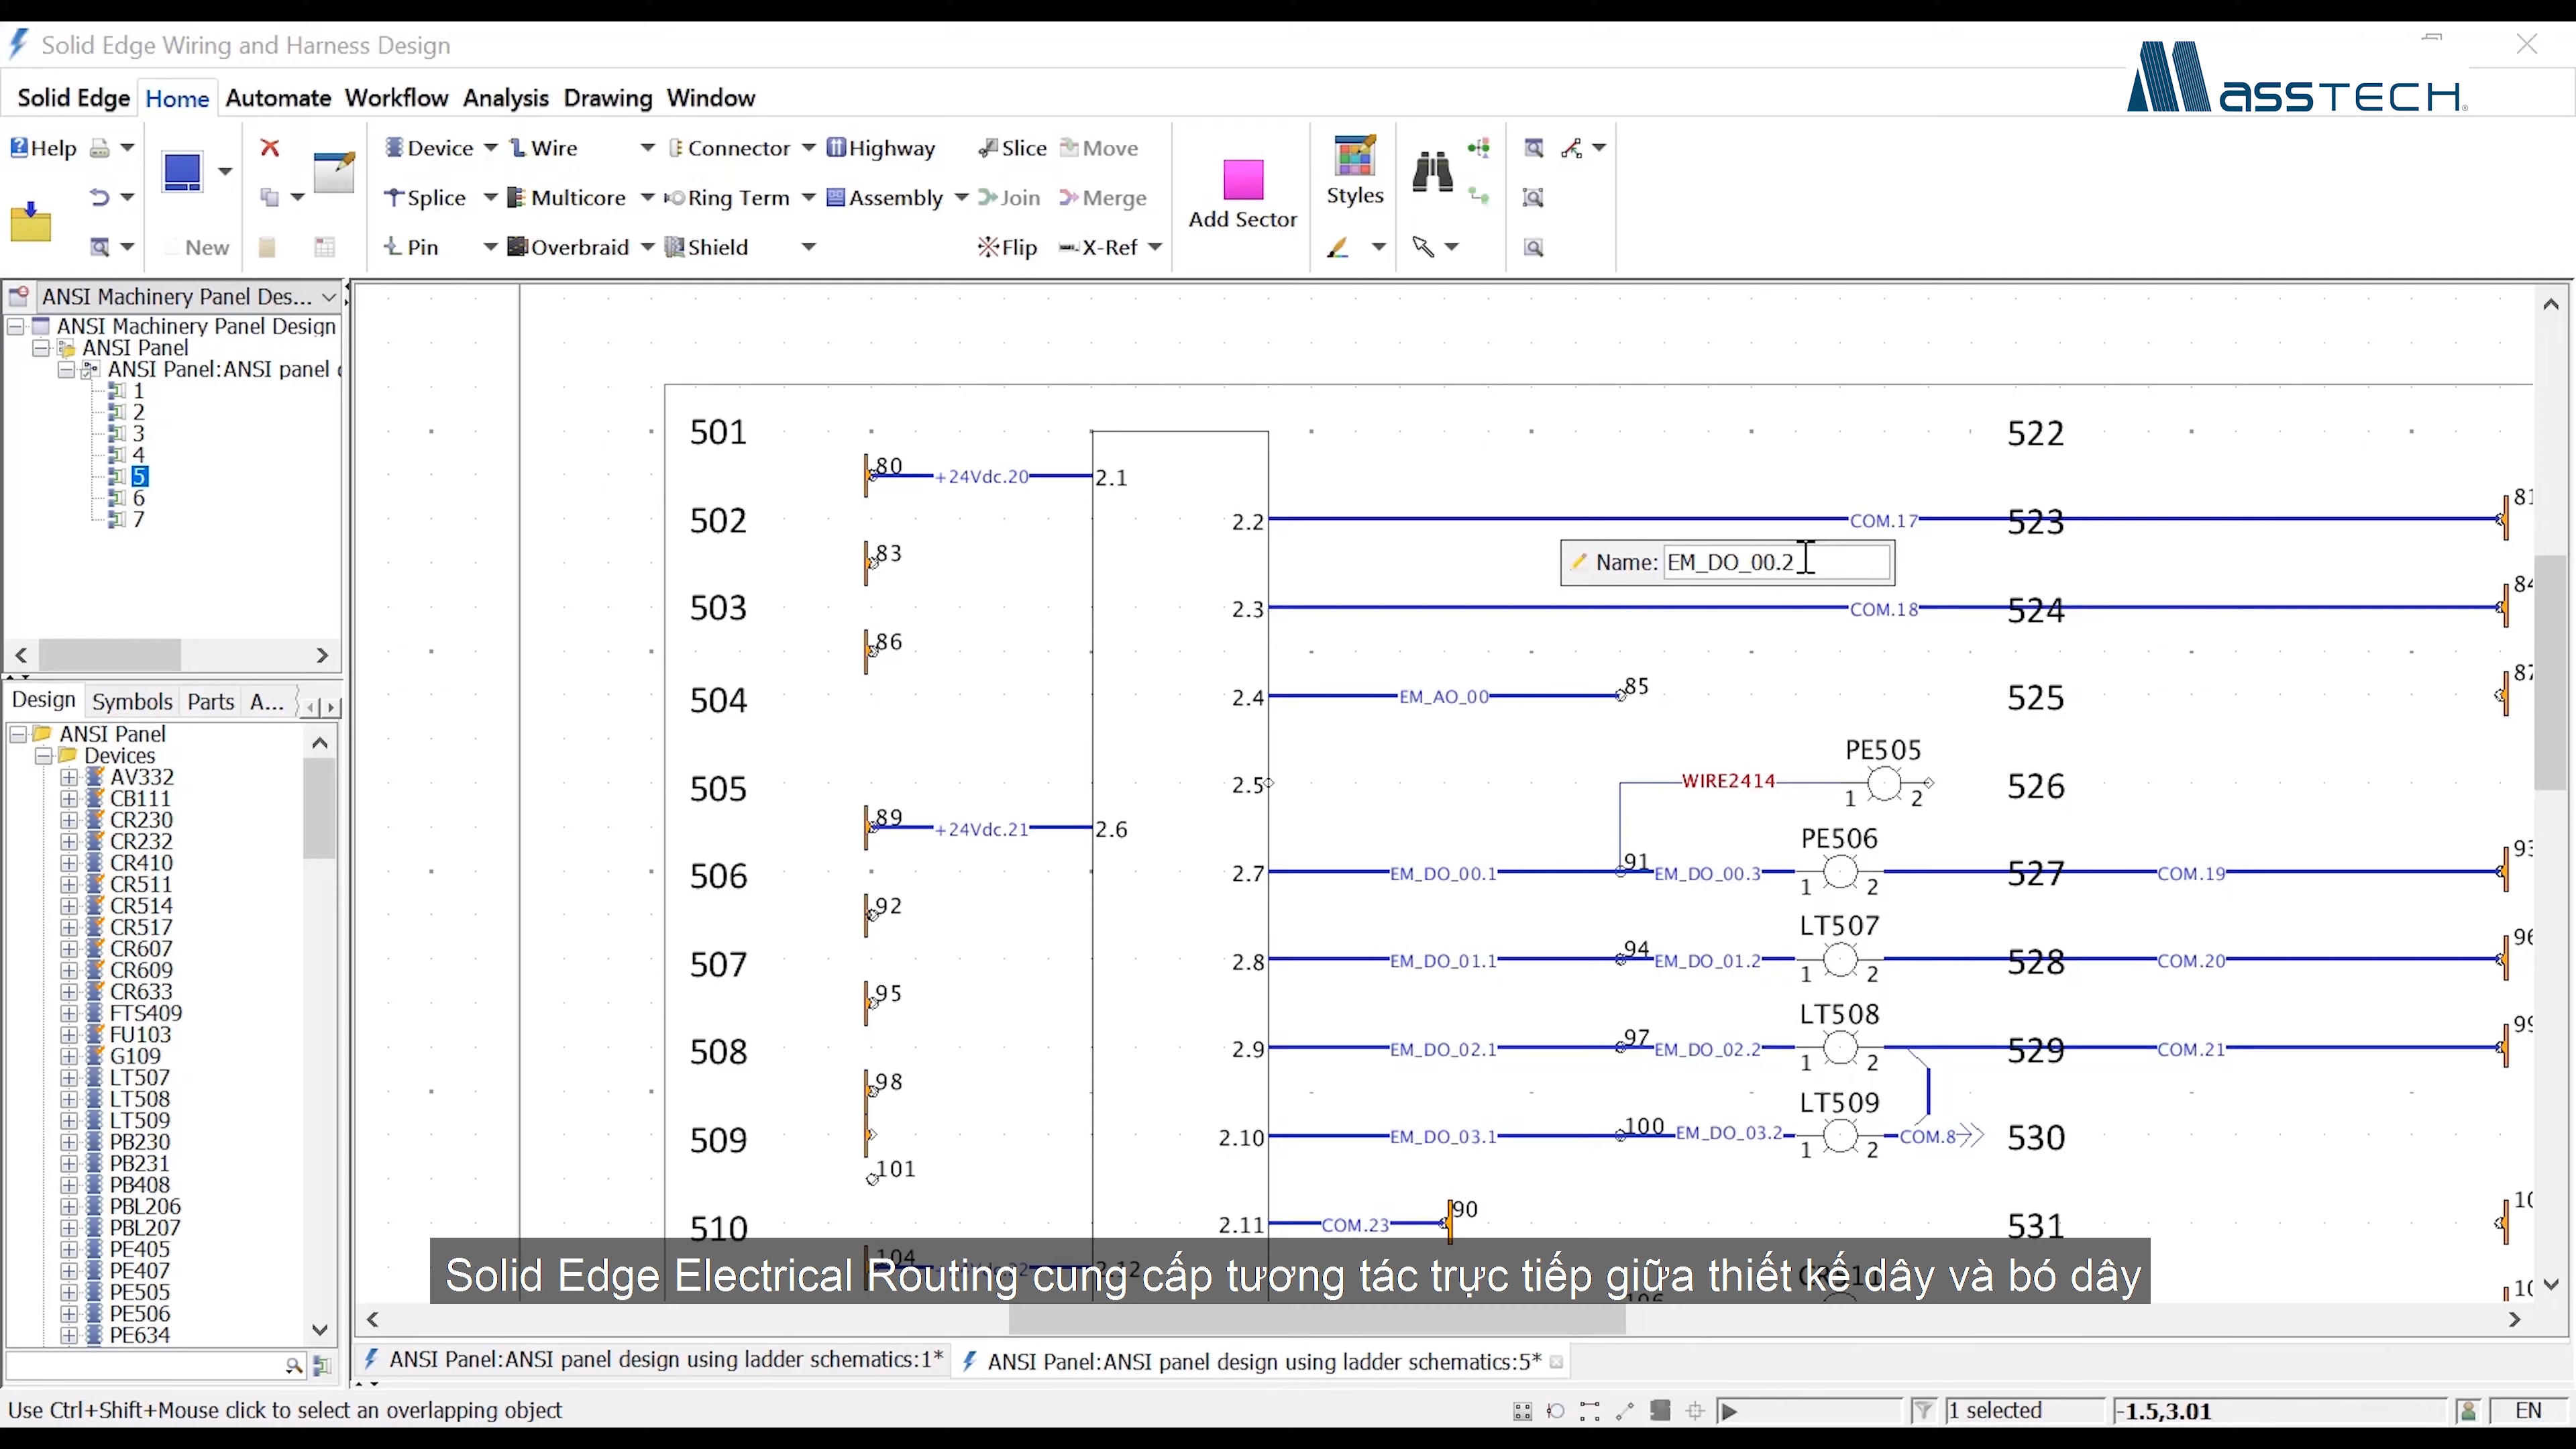 Solid Edge Wiring and Harness Design
MASSTECH
Solid Edge Home Automate Workflow Analysis Drawing Window
Help Device Wire Connector Highway Slice Move
Splice Multicore Ring Term Assembly Join Merge
Add Sector Styles
New Pin Overbraid Shield Flip X-Ref
ANSI Machinery Panel Des...
ANSI Machinery Panel Design
ANSI Panel
ANSI Panel:ANSI panel
1
2
3
4
5
6
7
Design Symbols Parts A...
ANSI Panel
Devices
AV332
CB111
CR230
CR232
CR410
CR511
CR514
CR517
CR607
CR609
CR633
FTS409
FU103
G109
LT507
LT508
LT509
PB230
PB231
PB408
PBL206
PBL207
PE405
PE407
PE505
PE506
PE634
501 522
80 +24Vdc.20 2.1
81
502 2.2 COM.17 523
83
Name: EM_DO_00.2
84
503 2.3 COM.18 524
86
87
504 2.4 EM_AO_00 85 525
PE505
505 2.5 WIRE2414 1 2 526
89 +24Vdc.21 2.6
PE506
506 2.7 EM_DO_00.1 91 EM_DO_00.3 1 2 527 COM.19 93
92
LT507
507 2.8 EM_DO_01.1 94 EM_DO_01.2 1 2 528 COM.20 96
95
LT508
508 2.9 EM_DO_02.1 97 EM_DO_02.2 1 2 529 COM.21 99
98
LT509
509 2.10 EM_DO_03.1 100 EM_DO_03.2 1 2 COM.8 530
101
90
510 2.11 COM.23 531
104 2.12
Solid Edge Electrical Routing cung cấp tương tác trực tiếp giữa thiết kế dây và bó dây
ANSI Panel:ANSI panel design using ladder schematics:1* ANSI Panel:ANSI panel design using ladder schematics:5*
Use Ctrl+Shift+Mouse click to select an overlapping object 1 selected -1.5,3.01 EN